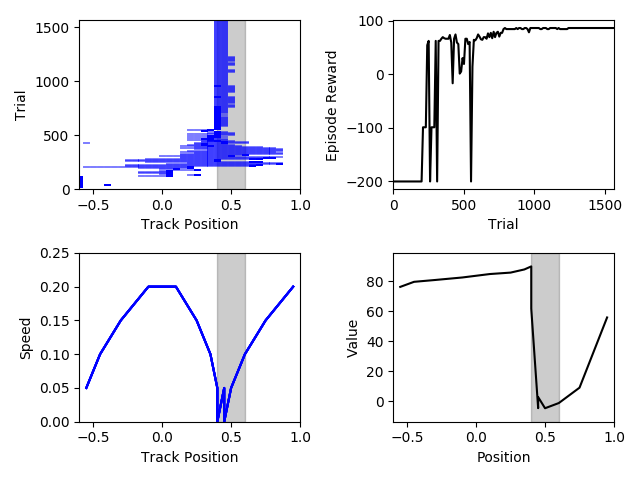 1500
1000
500
0
Trial
−0.5 0.0 0.5 1.0
Track Position
100
0
−100
−200
Episode Reward
0 500 1000 1500
Trial
0.25
0.20
0.15
0.10
0.05
0.00
Speed
−0.5 0.0 0.5 1.0
Track Position
80
60
40
20
0
Value
−0.5 0.0 0.5 1.0
Position